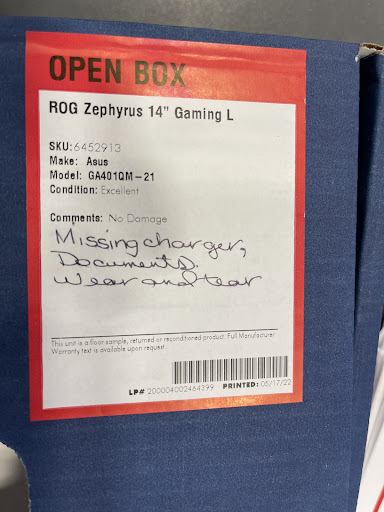 OPEN BOX
ROG Zephyrus 14" Gaming L
SKU:6452913
Make: Asus
Model: GA401QM-21
Condition: Excellent
Comments: No Damage
Missing charger,
Documents.
Wear and tear
This unit is a floor sample, returned or reconditioned product. Full Manufacturer
Warranty text is available upon request.
LP# 200004002464399 PRINTED: 05/17/22